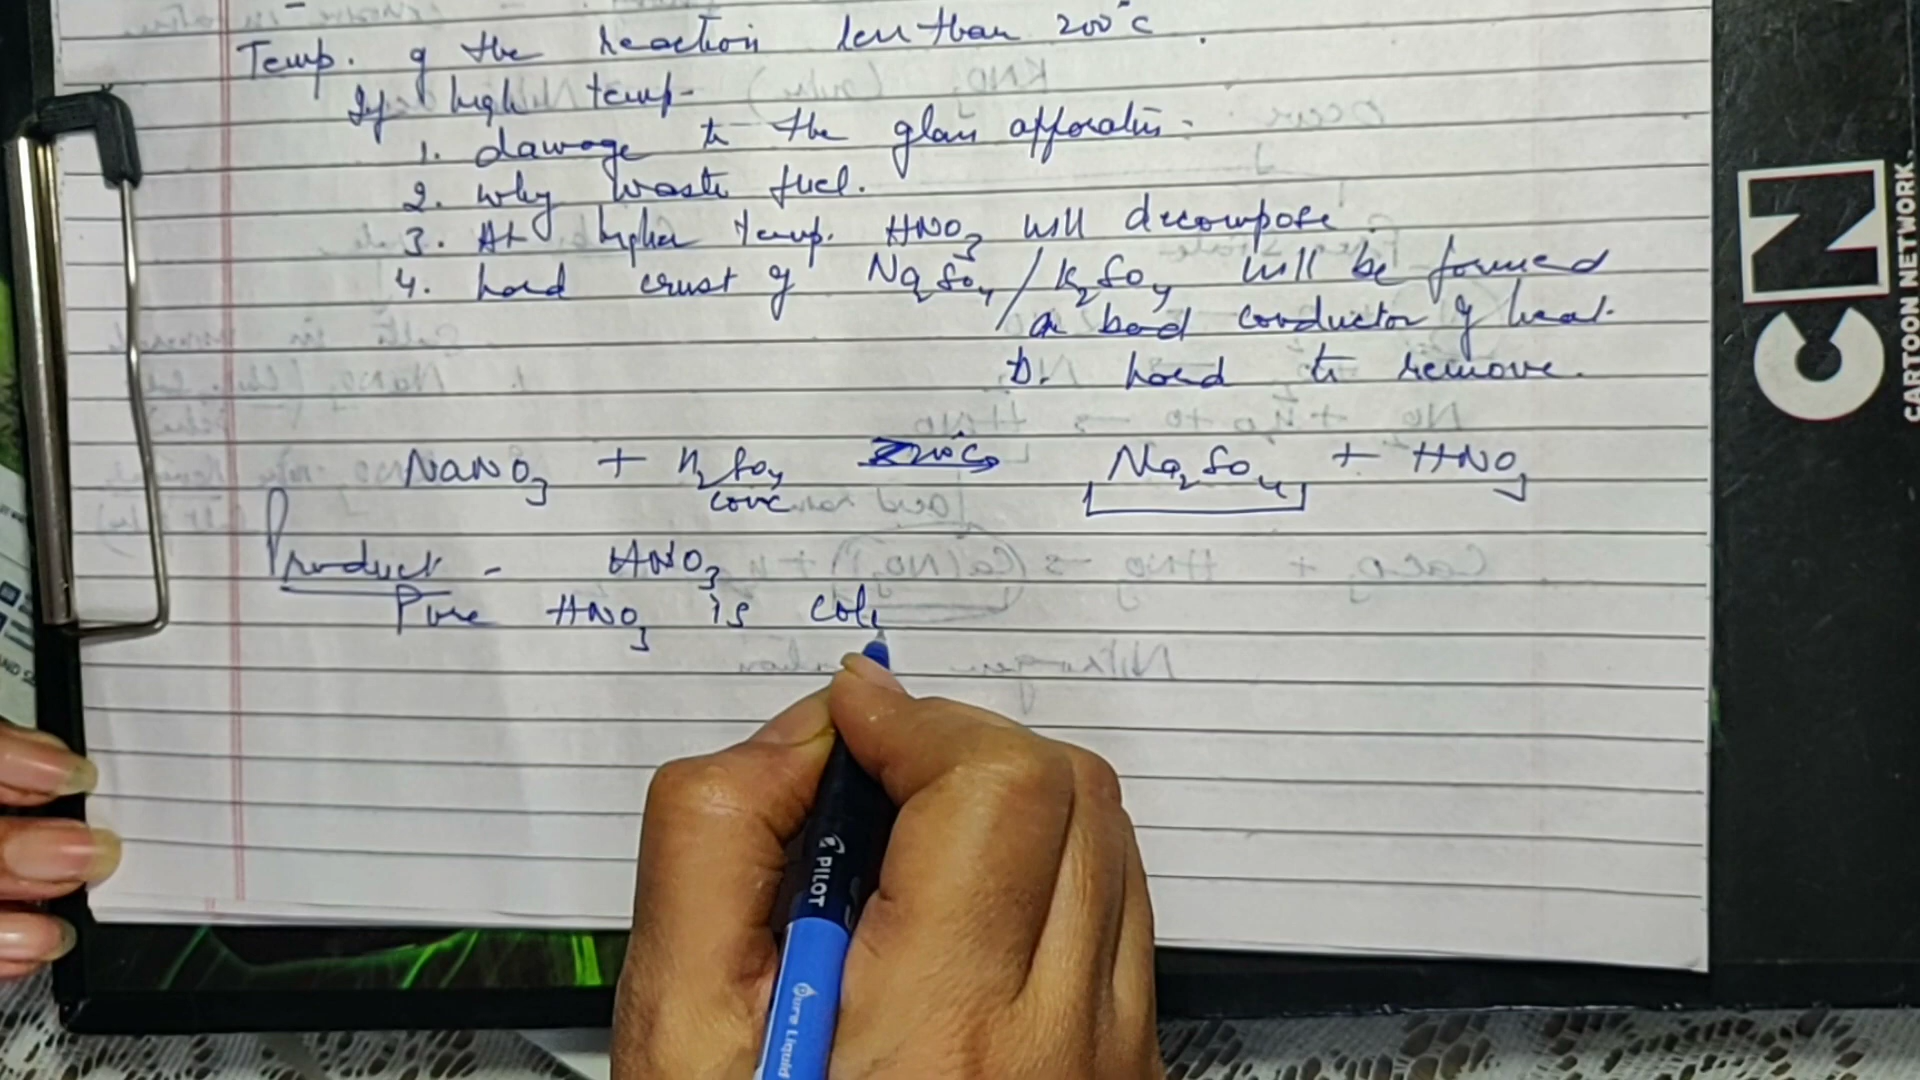 Temp. of the reaction less than 200°C.
If high temp-
1. damage to the glass apparatus.
2. why waste fuel.
3. At higher temp. HNO3 will decompose.
4. hard crust of Na2SO4/K2SO4 will be formed
a bad conductor of heat.
b. hard to remove.
NaNO3 + H2SO4 200°C Na2SO4 + HNO3
conc
Product - HNO3
Pure HNO3 is col
PILOT
Pure Liquid
CN
CARTOON NETWORK.